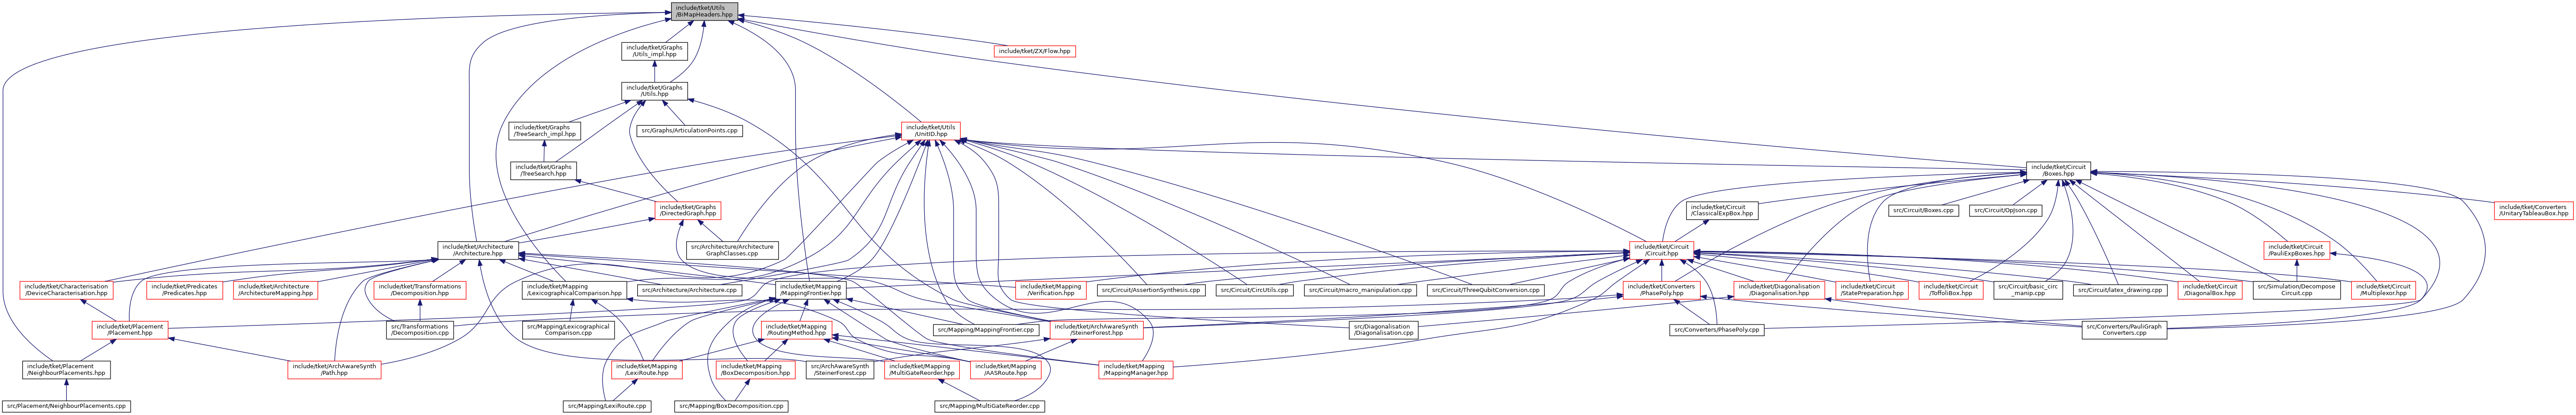 include/tket/Utils
/BiMapHeaders.hpp
include/tket/Graphs
/Utils_impl.hpp
include/tket/ZX/Flow.hpp
include/tket/Graphs
/Utils.hpp
include/tket/Graphs
/TreeSearch_impl.hpp
src/Graphs/ArticulationPoints.cpp
include/tket/Utils
/UnitID.hpp
include/tket/Graphs
/TreeSearch.hpp
include/tket/Circuit
/Boxes.hpp
include/tket/Graphs
/DirectedGraph.hpp
include/tket/Circuit
/ClassicalExpBox.hpp
src/Circuit/Boxes.cpp
src/Circuit/OpJson.cpp
include/tket/Converters
/UnitaryTableauBox.hpp
include/tket/Architecture
/Architecture.hpp
src/Architecture/Architecture
GraphClasses.cpp
include/tket/Circuit
/Circuit.hpp
include/tket/Circuit
/PauliExpBoxes.hpp
include/tket/Characterisation
/DeviceCharacterisation.hpp
include/tket/Predicates
/Predicates.hpp
include/tket/Architecture
/ArchitectureMapping.hpp
include/tket/Transformations
/Decomposition.hpp
include/tket/Mapping
/LexicographicalComparison.hpp
src/Architecture/Architecture.cpp
include/tket/Mapping
/MappingFrontier.hpp
include/tket/Mapping
/Verification.hpp
src/Circuit/AssertionSynthesis.cpp
src/Circuit/CircUtils.cpp
src/Circuit/macro_manipulation.cpp
src/Circuit/ThreeQubitConversion.cpp
include/tket/Converters
/PhasePoly.hpp
include/tket/Diagonalisation
/Diagonalisation.hpp
include/tket/Circuit
/StatePreparation.hpp
include/tket/Circuit
/ToffoliBox.hpp
src/Circuit/basic_circ
_manip.cpp
src/Circuit/latex_drawing.cpp
include/tket/Circuit
/DiagonalBox.hpp
src/Simulation/Decompose
Circuit.cpp
include/tket/Circuit
/Multiplexor.hpp
include/tket/Placement
/Placement.hpp
src/Transformations
/Decomposition.cpp
src/Mapping/Lexicographical
Comparison.cpp
include/tket/Mapping
/RoutingMethod.hpp
src/Mapping/MappingFrontier.cpp
include/tket/ArchAwareSynth
/SteinerForest.hpp
src/Diagonalisation
/Diagonalisation.cpp
src/Converters/PhasePoly.cpp
src/Converters/PauliGraph
Converters.cpp
include/tket/Placement
/NeighbourPlacements.hpp
include/tket/ArchAwareSynth
/Path.hpp
include/tket/Mapping
/LexiRoute.hpp
include/tket/Mapping
/BoxDecomposition.hpp
src/ArchAwareSynth
/SteinerForest.cpp
include/tket/Mapping
/MultiGateReorder.hpp
include/tket/Mapping
/AASRoute.hpp
include/tket/Mapping
/MappingManager.hpp
src/Placement/NeighbourPlacements.cpp
src/Mapping/LexiRoute.cpp
src/Mapping/BoxDecomposition.cpp
src/Mapping/MultiGateReorder.cpp